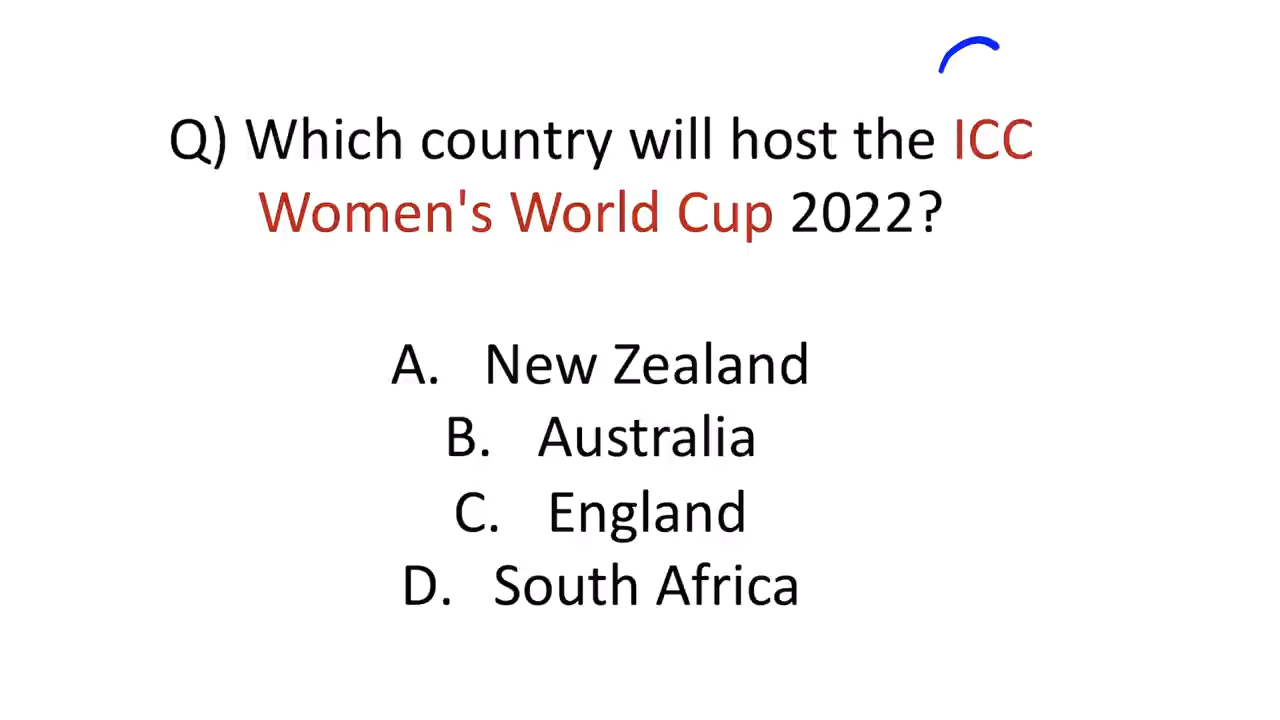 Q) Which country will host the ICC
Women's World Cup 2022?
A. New Zealand
B. Australia
C. England
D. South Africa